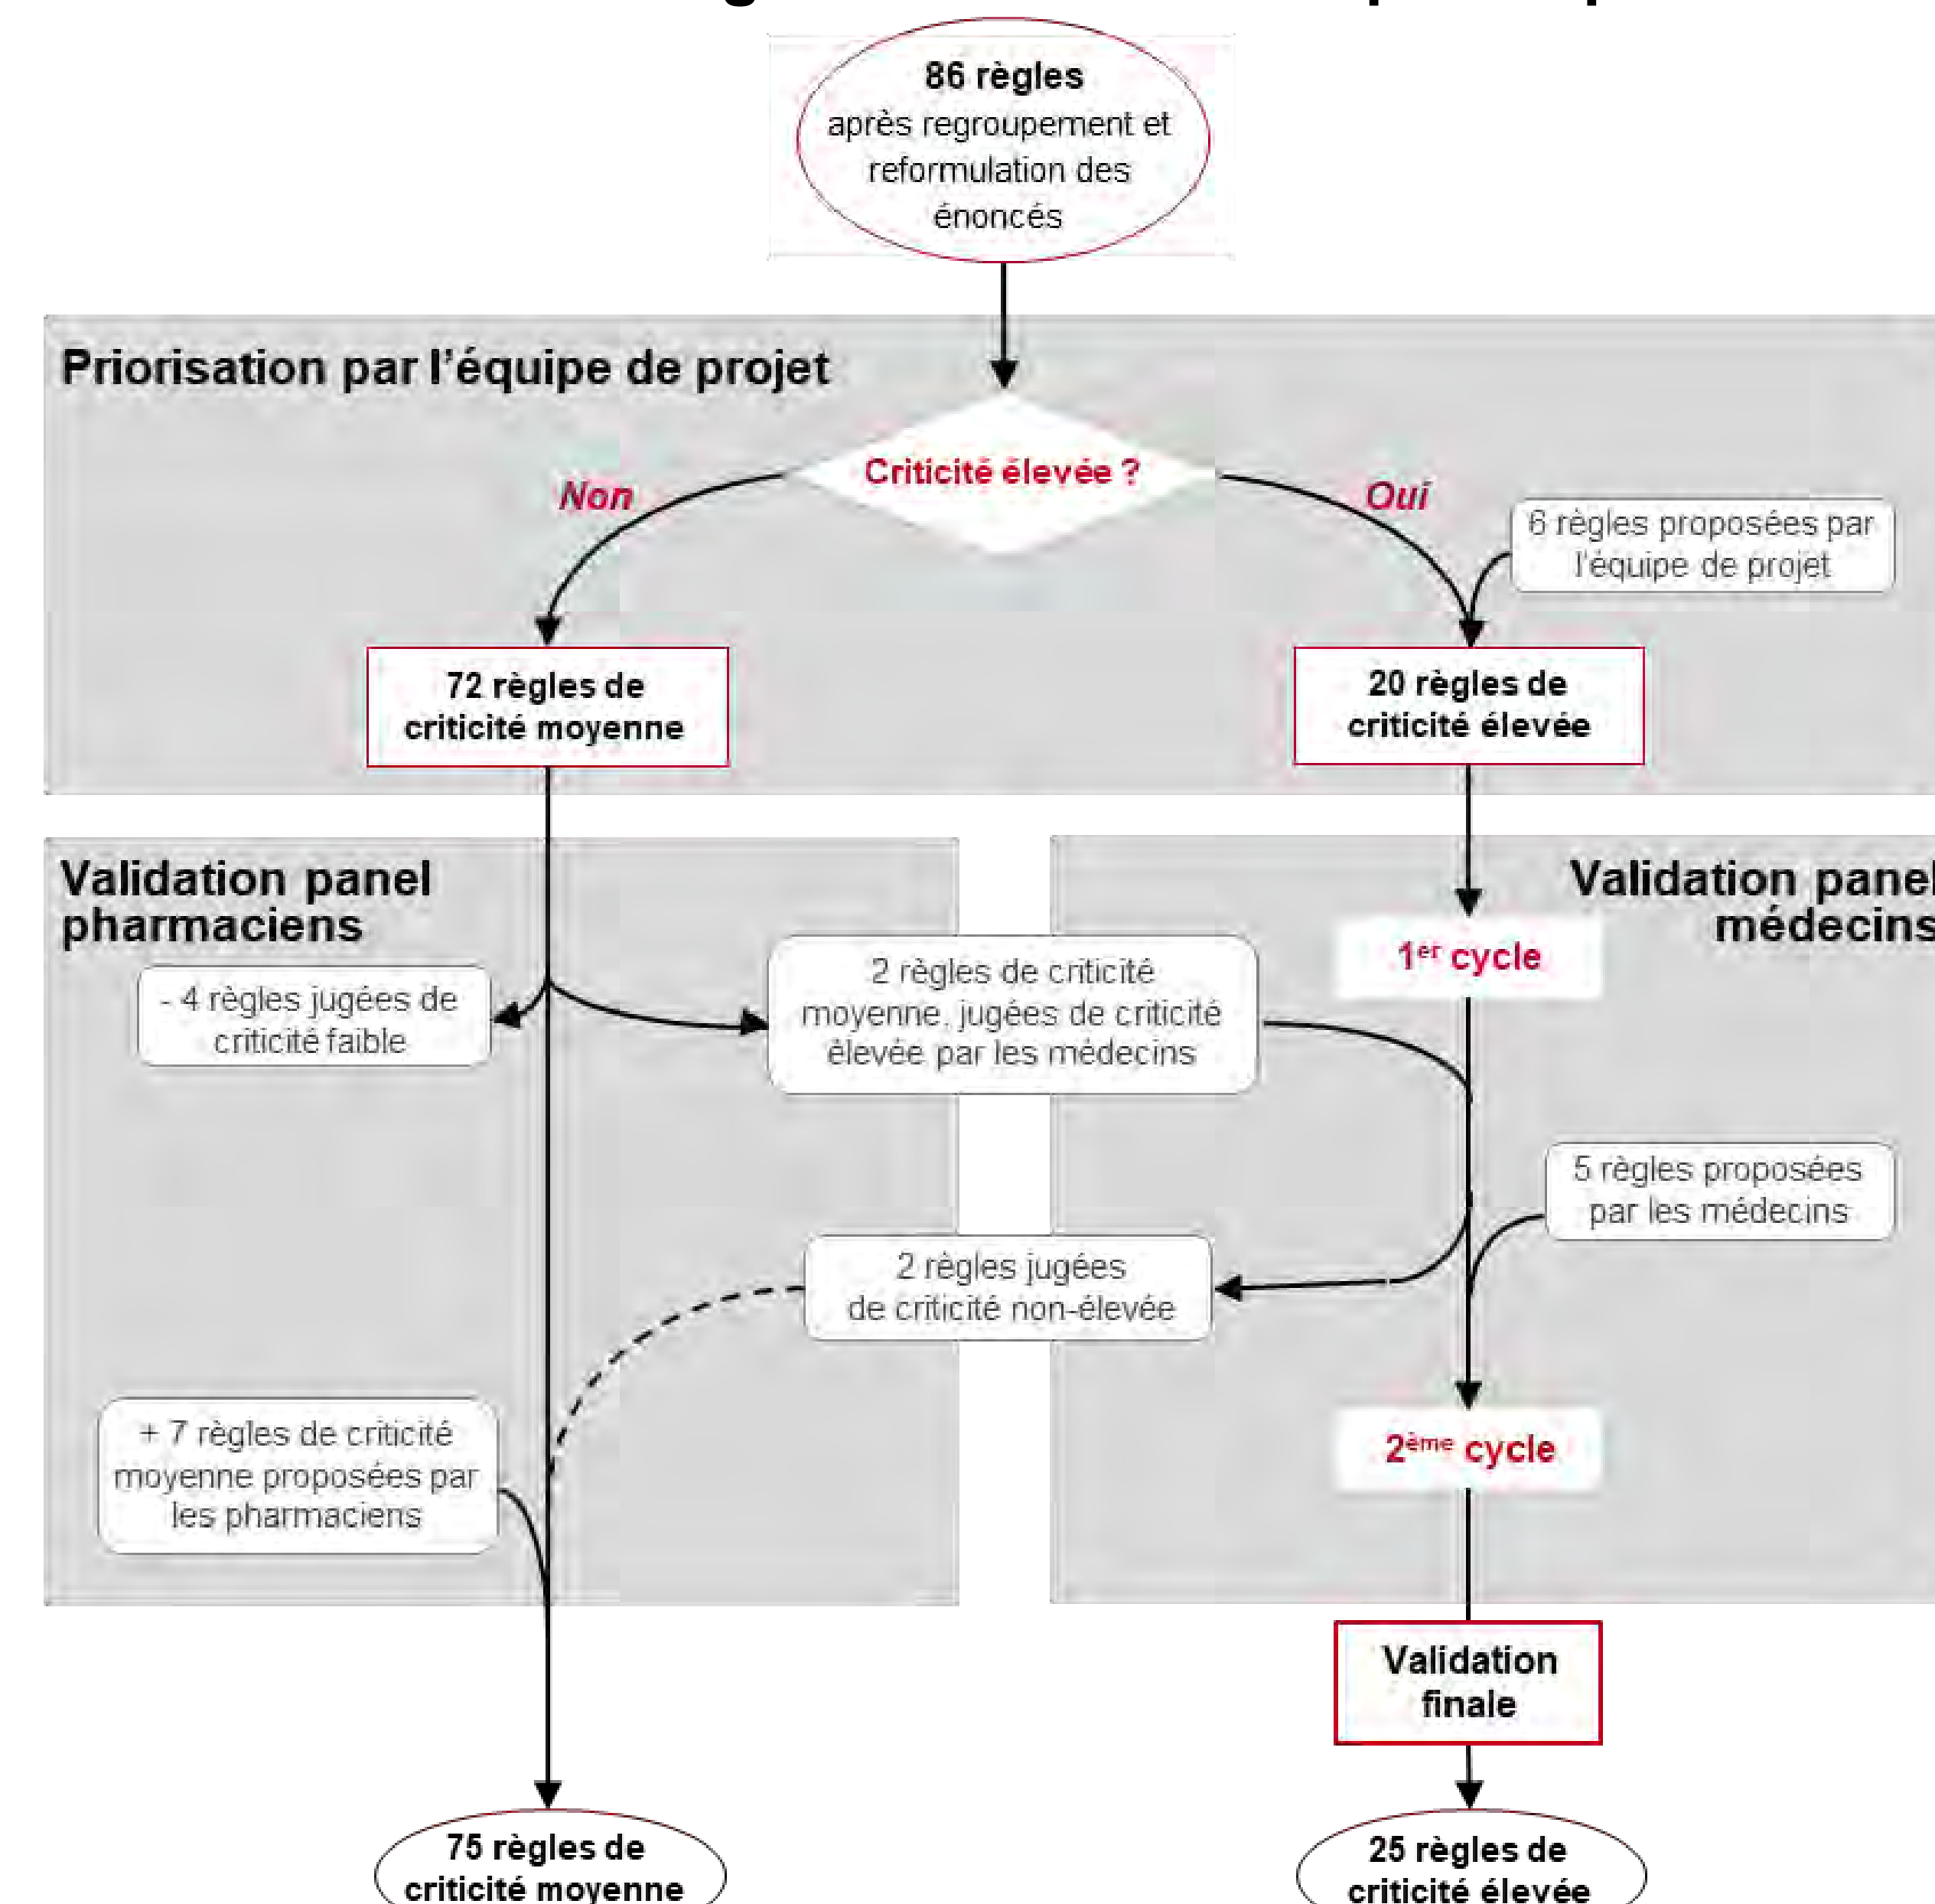 86 règles
après regroupement et
reformulation des
énoncés
Priorisation par l'équipe de projet
Criticité élevée ?
Non
Oui
6 règles proposées par
l'équipe de projet
72 règles de
criticité moyenne
20 règles de
criticité élevée
Validation panel
pharmaciens
Validation panel
médecins
1er cycle
- 4 règles jugées de
criticité faible
2 règles de criticité
moyenne, jugées de criticité
élevée par les médecins
5 règles proposées
par les médecins
2 règles jugées
de criticité non-élevée
+ 7 règles de criticité
moyenne proposées par
les pharmaciens
2ème cycle
Validation
finale
75 règles de
criticité moyenne
25 règles de
criticité élevée